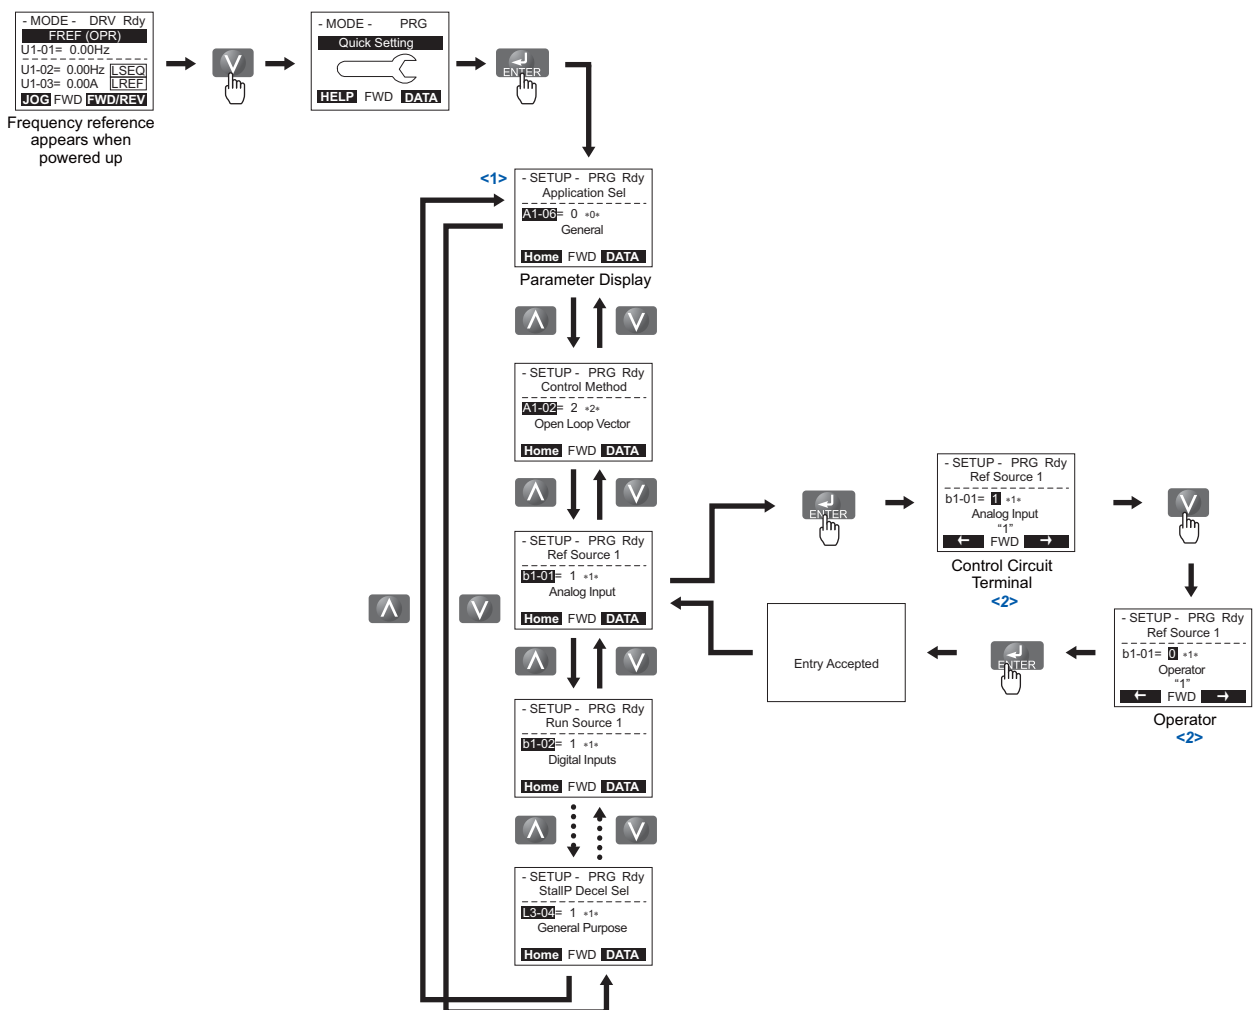 - MODE - DRV Rdy
FREF (OPR)
U1-01= 0.00Hz
U1-02= 0.00Hz LSEQ
U1-03= 0.00A LREF
JOG FWD FWD/REV
Frequency reference
appears when
powered up
- MODE - PRG
Quick Setting
HELP FWD DATA
ENTER
<1>
- SETUP - PRG Rdy
Application Sel
A1-06= 0 *0*
General
Home FWD DATA
Parameter Display
- SETUP - PRG Rdy
Control Method
A1-02= 2 *2*
Open Loop Vector
Home FWD DATA
- SETUP - PRG Rdy
Ref Source 1
b1-01= 1 *1*
Analog Input
Home FWD DATA
ENTER
- SETUP - PRG Rdy
Ref Source 1
b1-01= 1 *1*
Analog Input
“1”
← FWD →
Control Circuit
Terminal
<2>
- SETUP - PRG Rdy
Ref Source 1
b1-01= 0 *1*
Operator
“1”
← FWD →
Operator
<2>
ENTER
Entry Accepted
- SETUP - PRG Rdy
Run Source 1
b1-02= 1 *1*
Digital Inputs
Home FWD DATA
- SETUP - PRG Rdy
StallP Decel Sel
L3-04= 1 *1*
General Purpose
Home FWD DATA